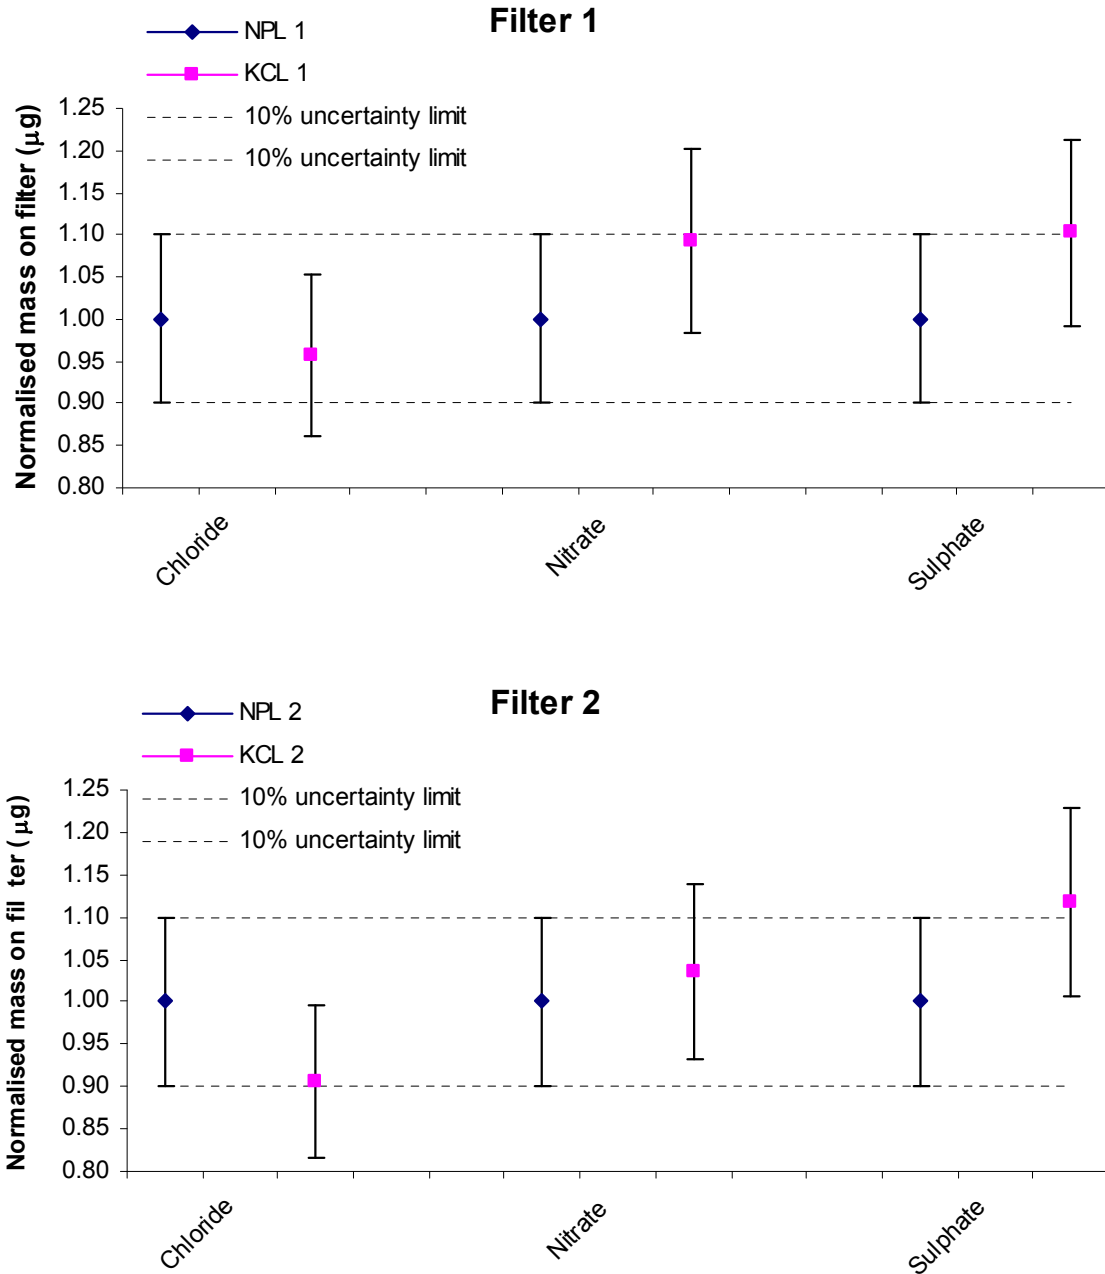 Filter 1
NPL 1
KCL 1
10% uncertainty limit
10% uncertainty limit
Normalised mass on filter (μg)
1.25
1.20
1.15
1.10
1.05
1.00
0.95
0.90
0.85
0.80
Chloride
Nitrate
Sulphate
Filter 2
NPL 2
KCL 2
10% uncertainty limit
10% uncertainty limit
Normalised mass on fil ter (μg)
1.25
1.20
1.15
1.10
1.05
1.00
0.95
0.90
0.85
0.80
Chloride
Nitrate
Sulphate